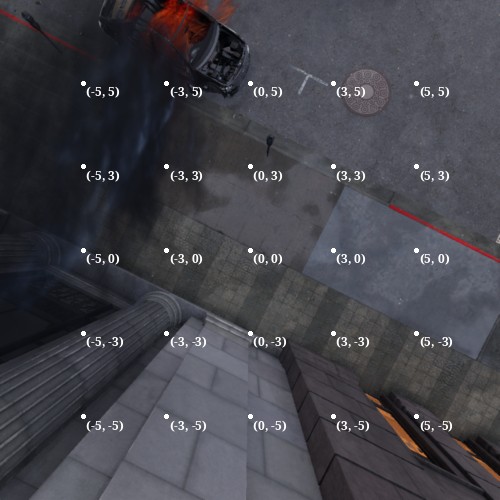 (-5, 5) (-3, 5) (0, 5) (3, 5) (5, 5)
(-5, 3) (-3, 3) (0, 3) (3, 3) (5, 3)
(-5, 0) (-3, 0) (0, 0) (3, 0) (5, 0)
(-5, -3) (-3, -3) (0, -3) (3, -3) (5, -3)
(-5, -5) (-3, -5) (0, -5) (3, -5) (5, -5)